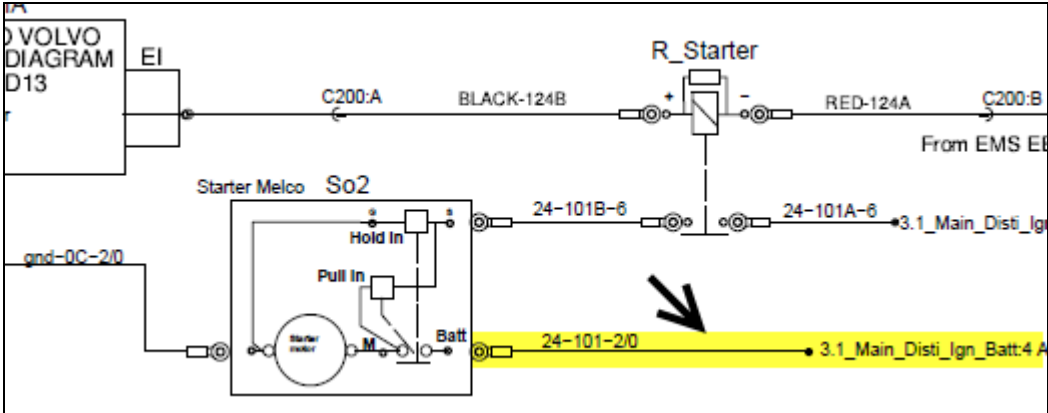 VOLVO
DIAGRAM
D13
EI
R_Starter
C200:A
BLACK-124B
+
-
RED-124A
C200:B
From EMS
Starter Melco So2
24-101B-6
24-101A-6
3.1_Main_Disti_Ign
G
S
Hold In
gnd-0C-2/0
Pull In
Starter
motor
M
Batt
24-101-2/0
3.1_Main_Disti_Ign_Batt:4 A